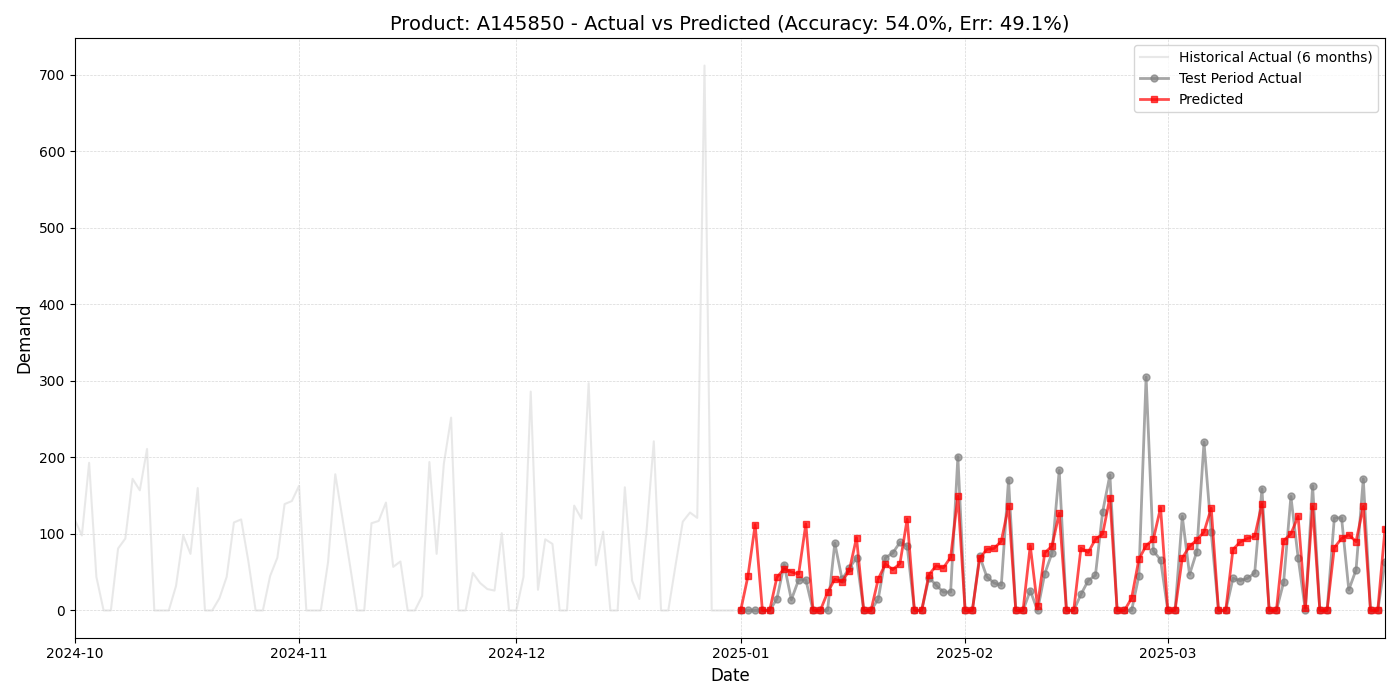 Product: A145850 - Actual vs Predicted (Accuracy: 54.0%, Err: 49.1%)
Historical Actual (6 months)
Test Period Actual
Predicted
Demand
700
600
500
400
300
200
100
0
2024-10
2024-11
2024-12
2025-01
2025-02
2025-03
Date